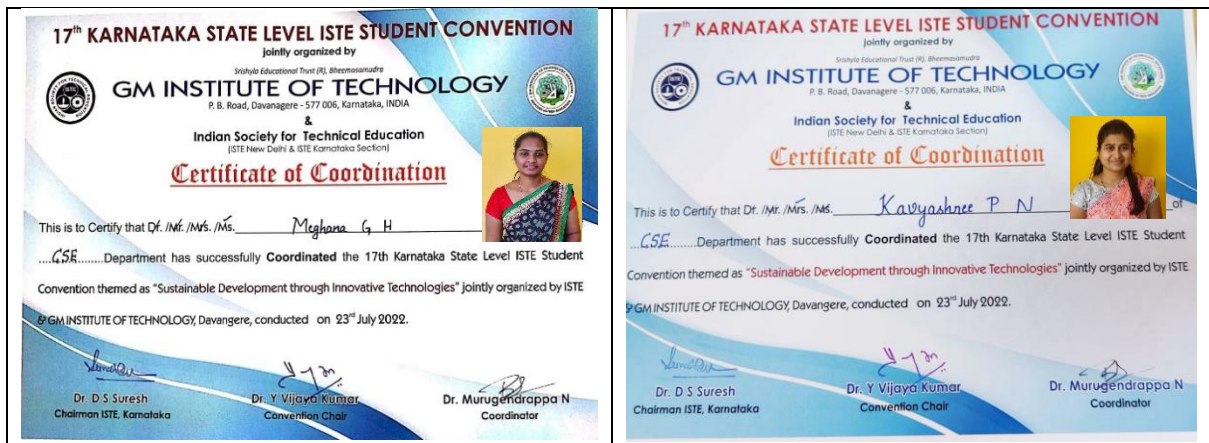 17th KARNATAKA STATE LEVEL ISTE STUDENT CONVENTION
jointly organized by
Srishyla Educational Trust (R), Bheemasamudra
GM INSTITUTE OF TECHNOLOGY
P. B. Road, Davanagere - 577 006, Karnataka, INDIA
&
Indian Society for Technical Education
(ISTE New Delhi & ISTE Karnataka Section)
Certificate of Coordination
This is to Certify that Dr. /Mr. /Mrs. /Ms. Meghana G H
CSE Department has successfully Coordinated the 17th Karnataka State Level ISTE Student
Convention themed as "Sustainable Development through Innovative Technologies" jointly organized by ISTE
& GM INSTITUTE OF TECHNOLOGY, Davangere, conducted on 23rd July 2022.
Dr. D S Suresh
Chairman ISTE, Karnataka
Dr. Y Vijaya Kumar
Convention Chair
Dr. Murugendrappa N
Coordinator
17th KARNATAKA STATE LEVEL ISTE STUDENT CONVENTION
jointly organized by
Srishyla Educational Trust (R), Bheemasamudra
GM INSTITUTE OF TECHNOLOGY
P. B. Road, Davanagere - 577 006, Karnataka, INDIA
&
Indian Society for Technical Education
(ISTE New Delhi & ISTE Karnataka Section)
Certificate of Coordination
This is to Certify that Dr. /Mr. /Mrs. /Ms. Kavyashree P N of
CSE Department has successfully Coordinated the 17th Karnataka State Level ISTE Student
Convention themed as "Sustainable Development through Innovative Technologies" jointly organized by ISTE
& GM INSTITUTE OF TECHNOLOGY, Davangere, conducted on 23rd July 2022.
Dr. D S Suresh
Chairman ISTE, Karnataka
Dr. Y Vijaya Kumar
Convention Chair
Dr. Murugendrappa N
Coordinator